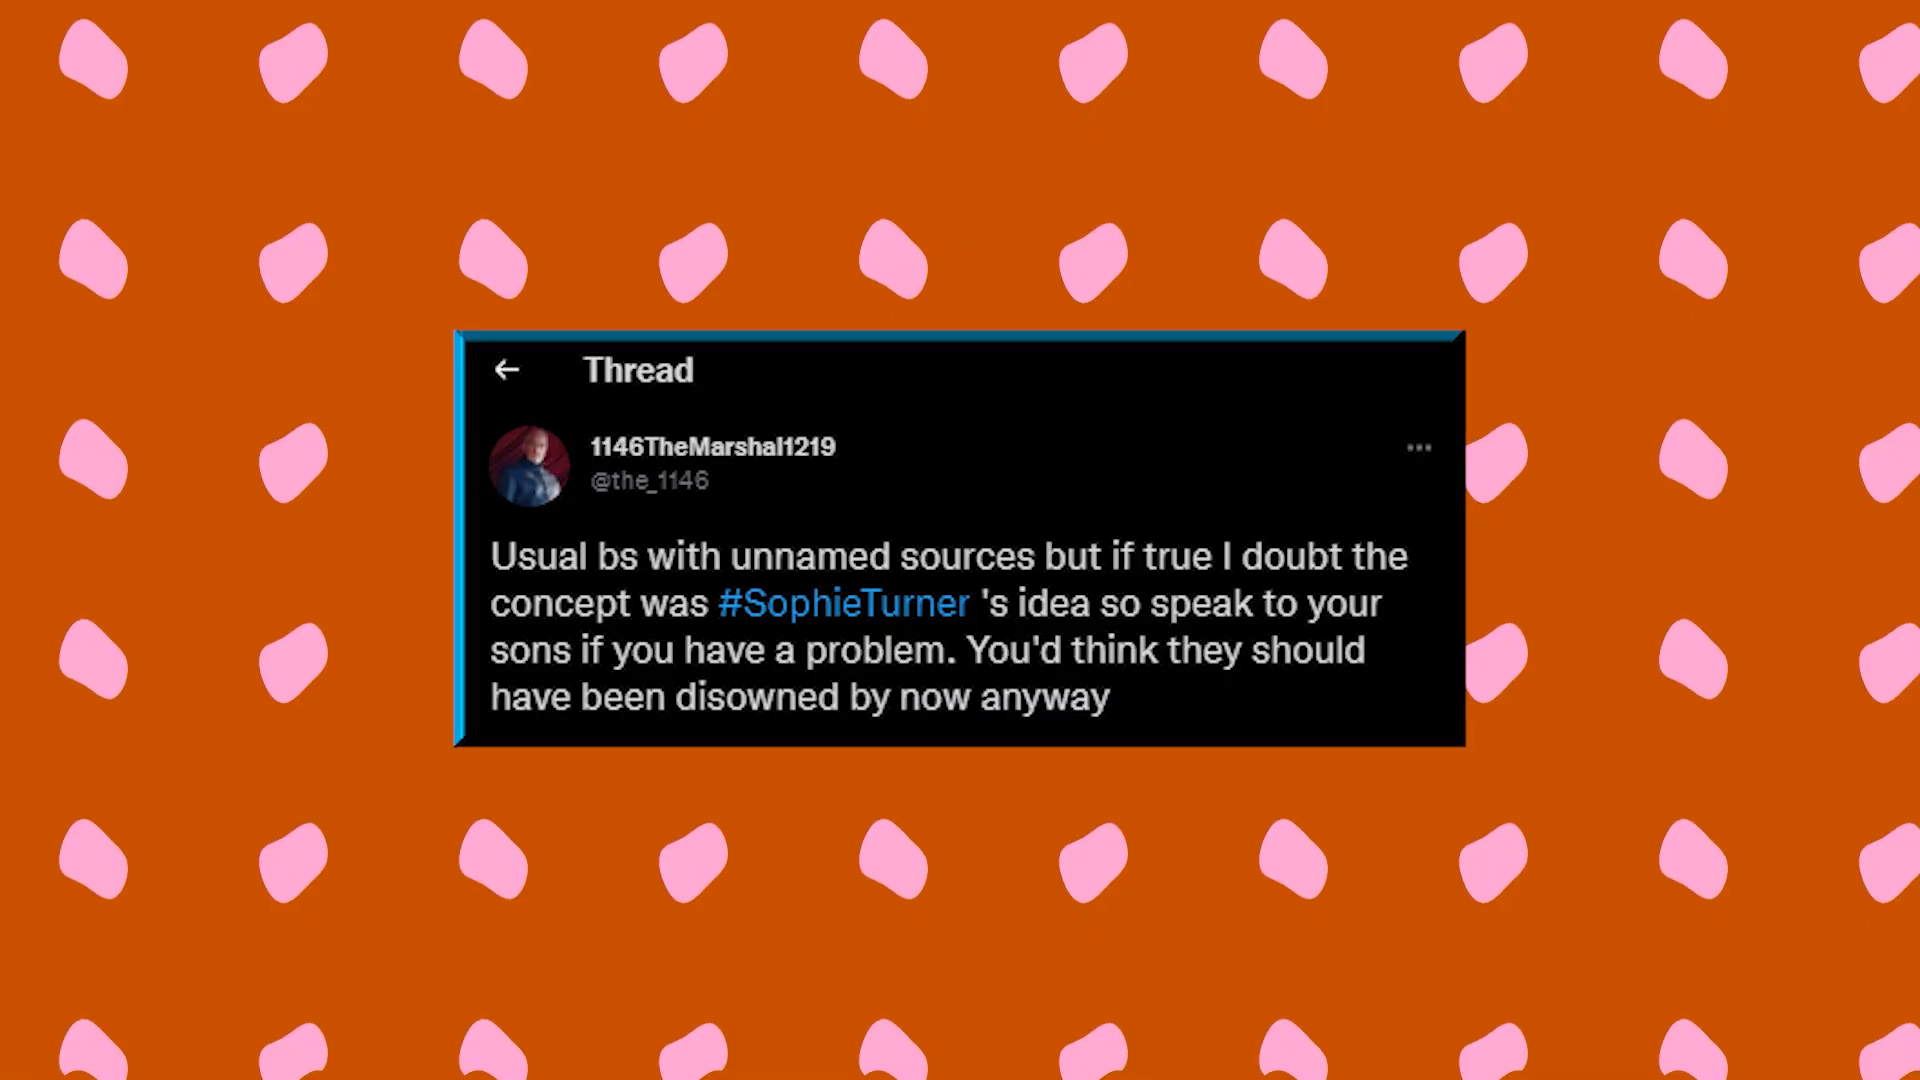 Thread
1146TheMarshal1219
@the_1146
Usual bs with unnamed sources but if true I doubt the
concept was #SophieTurner 's idea so speak to your
sons if you have a problem. You'd think they should
have been disowned by now anyway